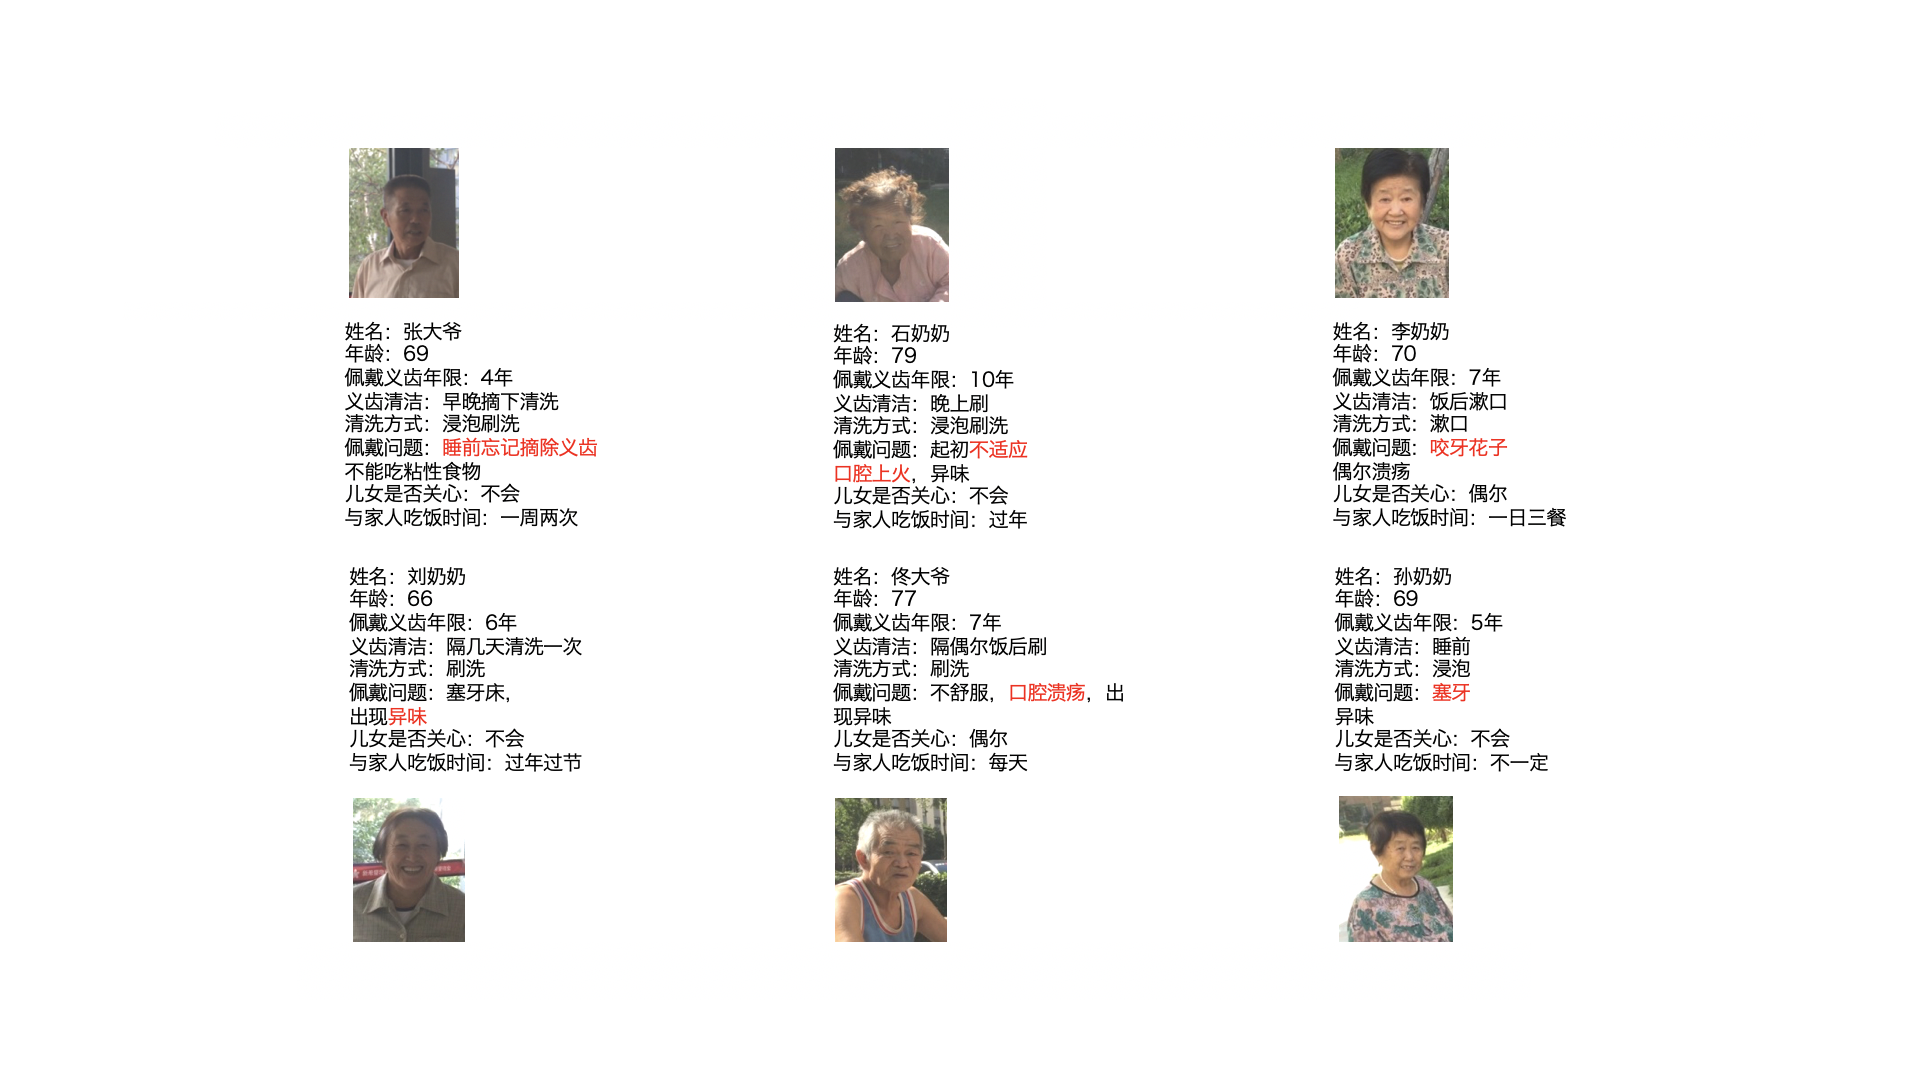 姓名：张大爷
年龄：69
佩戴义齿年限：4年
义齿清洁：早晚摘下清洗
清洗方式：浸泡刷洗
佩戴问题：睡前忘记摘除义齿
不能吃粘性食物
儿女是否关心：不会
与家人吃饭时间：一周两次
姓名：石奶奶
年龄：79
佩戴义齿年限：10年
义齿清洁：晚上刷
清洗方式：浸泡刷洗
佩戴问题：起初不适应
口腔上火，异味
儿女是否关心：不会
与家人吃饭时间：过年
姓名：李奶奶
年龄：70
佩戴义齿年限：7年
义齿清洁：饭后漱口
清洗方式：漱口
佩戴问题：咬牙花子
偶尔溃疡
儿女是否关心：偶尔
与家人吃饭时间：一日三餐
姓名：刘奶奶
年龄：66
佩戴义齿年限：6年
义齿清洁：隔几天清洗一次
清洗方式：刷洗
佩戴问题：塞牙床，
出现异味
儿女是否关心：不会
与家人吃饭时间：过年过节
姓名：佟大爷
年龄：77
佩戴义齿年限：7年
义齿清洁：隔偶尔饭后刷
清洗方式：刷洗
佩戴问题：不舒服，口腔溃疡，出
现异味
儿女是否关心：偶尔
与家人吃饭时间：每天
姓名：孙奶奶
年龄：69
佩戴义齿年限：5年
义齿清洁：睡前
清洗方式：浸泡
佩戴问题：塞牙
异味
儿女是否关心：不会
与家人吃饭时间：不一定